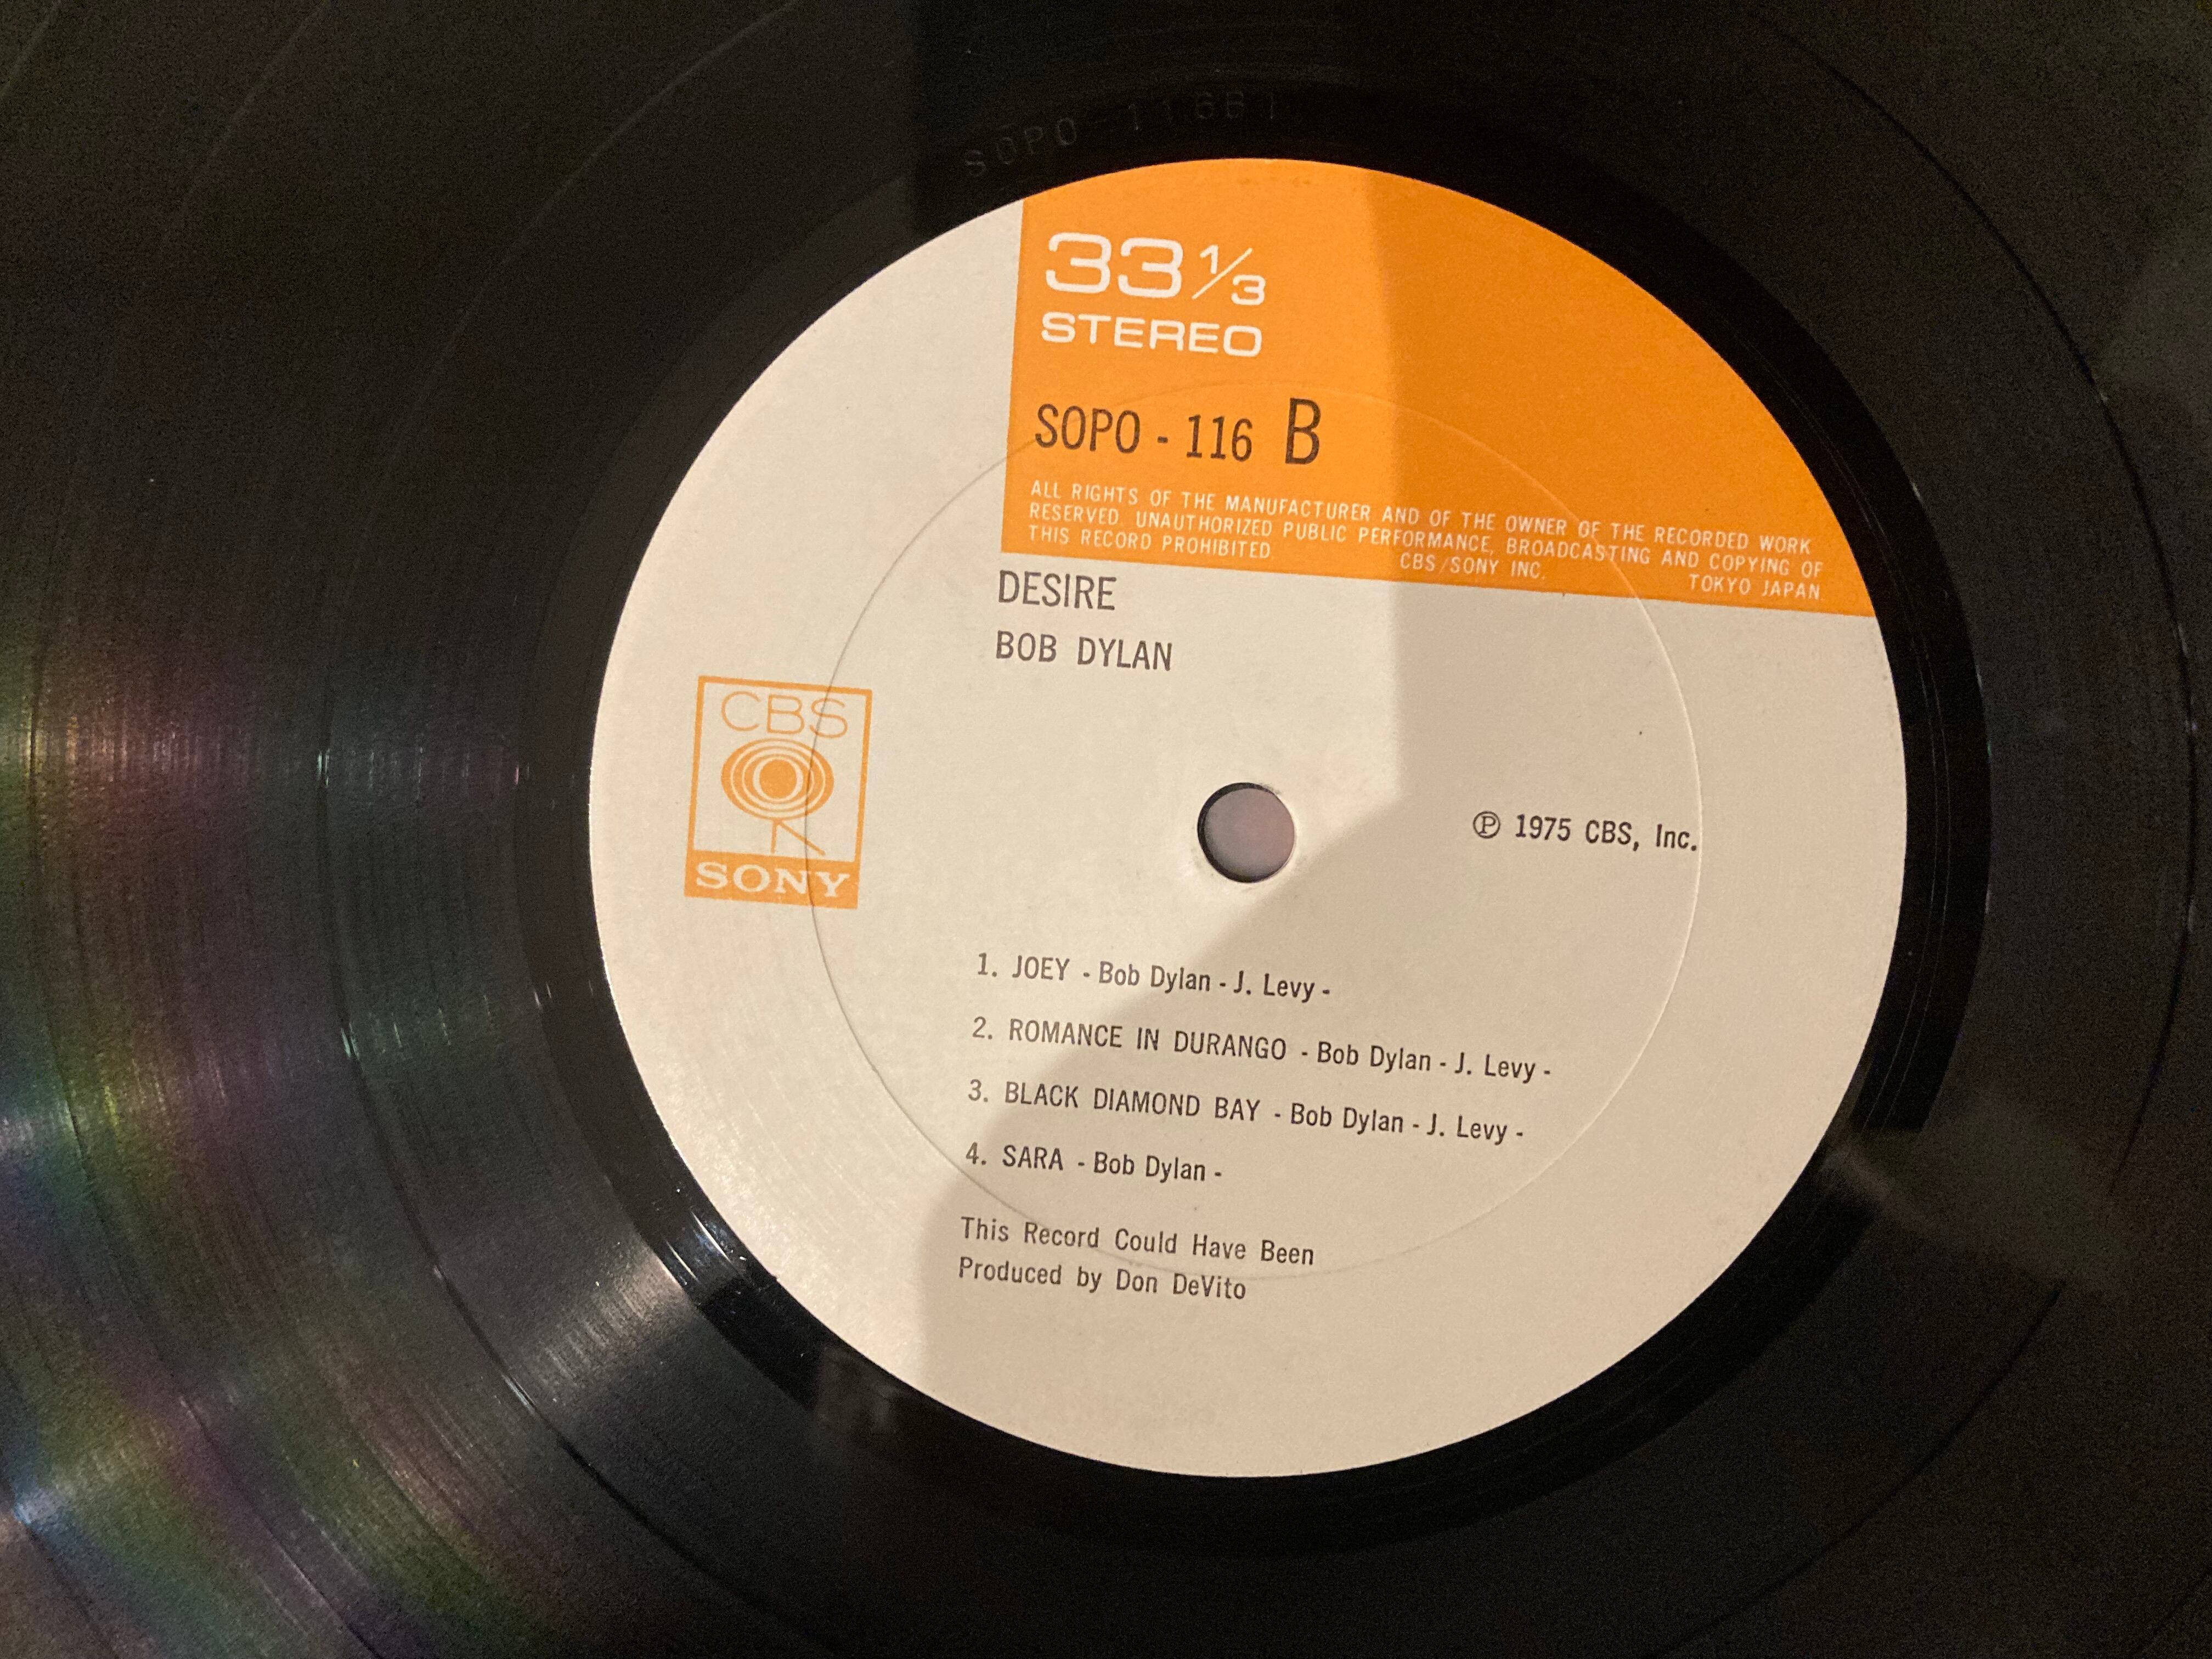 SOPO-116B1
33 1/3
STEREO
SOPO - 116 B
ALL RIGHTS OF THE MANUFACTURER AND OF THE OWNER OF THE RECORDED WORK
RESERVED. UNAUTHORIZED PUBLIC PERFORMANCE, BROADCASTING AND COPYING OF
THIS RECORD PROHIBITED. CBS/SONY INC. TOKYO JAPAN.
DESIRE
BOB DYLAN
CBS
SONY
℗ 1975 CBS, Inc.
1. JOEY - Bob Dylan - J. Levy -
2. ROMANCE IN DURANGO - Bob Dylan - J. Levy -
3. BLACK DIAMOND BAY - Bob Dylan - J. Levy -
4. SARA - Bob Dylan -
This Record Could Have Been
Produced by Don DeVito